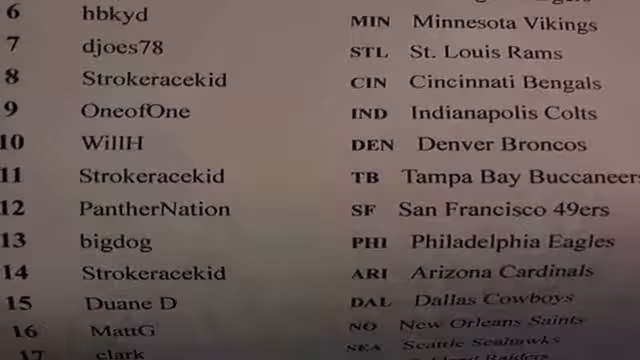 6 hbkyd MIN Minnesota Vikings
7 djoes78 STL St. Louis Rams
8 Strokeracekid CIN Cincinnati Bengals
9 OneofOne IND Indianapolis Colts
10 WillH DEN Denver Broncos
11 Strokeracekid TB Tampa Bay Buccaneers
12 PantherNation SF San Francisco 49ers
13 bigdog PHI Philadelphia Eagles
14 Strokeracekid ARI Arizona Cardinals
15 Duane D DAL Dallas Cowboys
16 MattG NO New Orleans Saints
17 clark SEA Seattle Seahawks